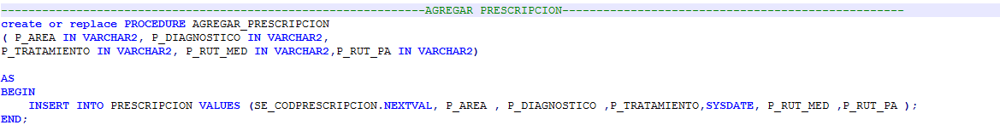 --------------------------------------------------------------AGREGAR PRESCRIPCION--------------------------------------------------
create or replace PROCEDURE AGREGAR_PRESCRIPCION
( P_AREA IN VARCHAR2, P_DIAGNOSTICO IN VARCHAR2,
P_TRATAMIENTO IN VARCHAR2, P_RUT_MED IN VARCHAR2,P_RUT_PA IN VARCHAR2)
AS
BEGIN
    INSERT INTO PRESCRIPCION VALUES (SE_CODPRESCRIPCION.NEXTVAL, P_AREA , P_DIAGNOSTICO ,P_TRATAMIENTO,SYSDATE, P_RUT_MED ,P_RUT_PA );
END;